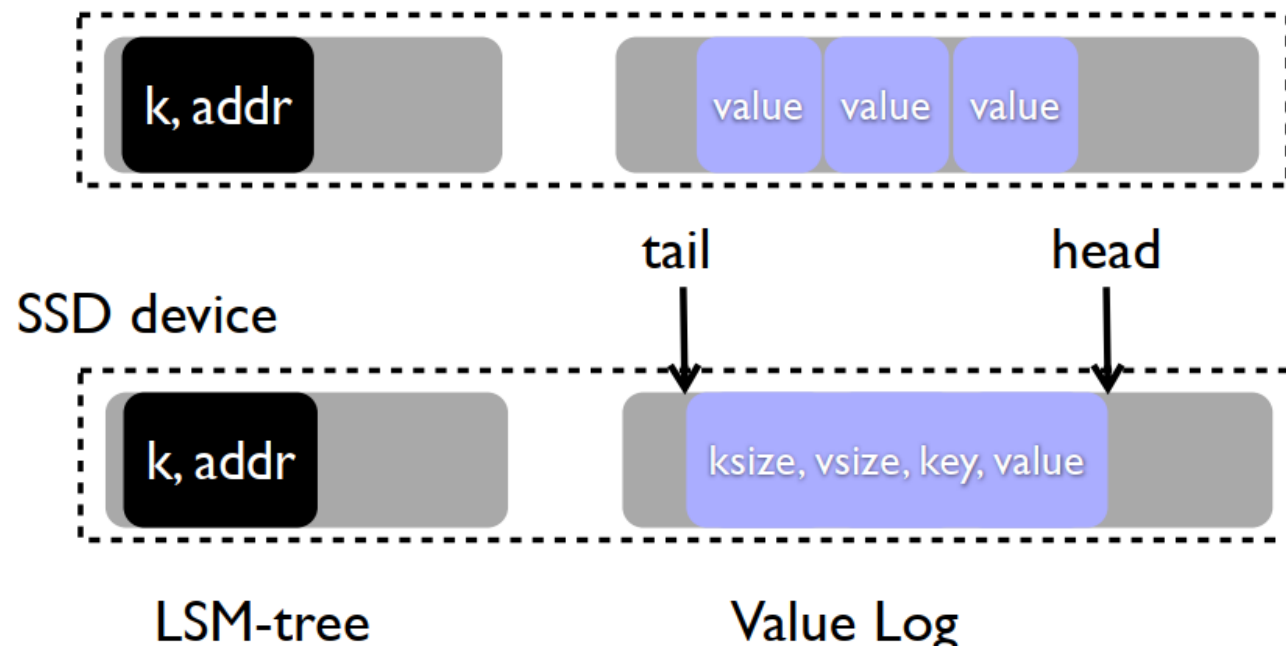 k, addr
value value value
tail head
SSD device
k, addr
ksize, vsize, key, value
LSM-tree Value Log